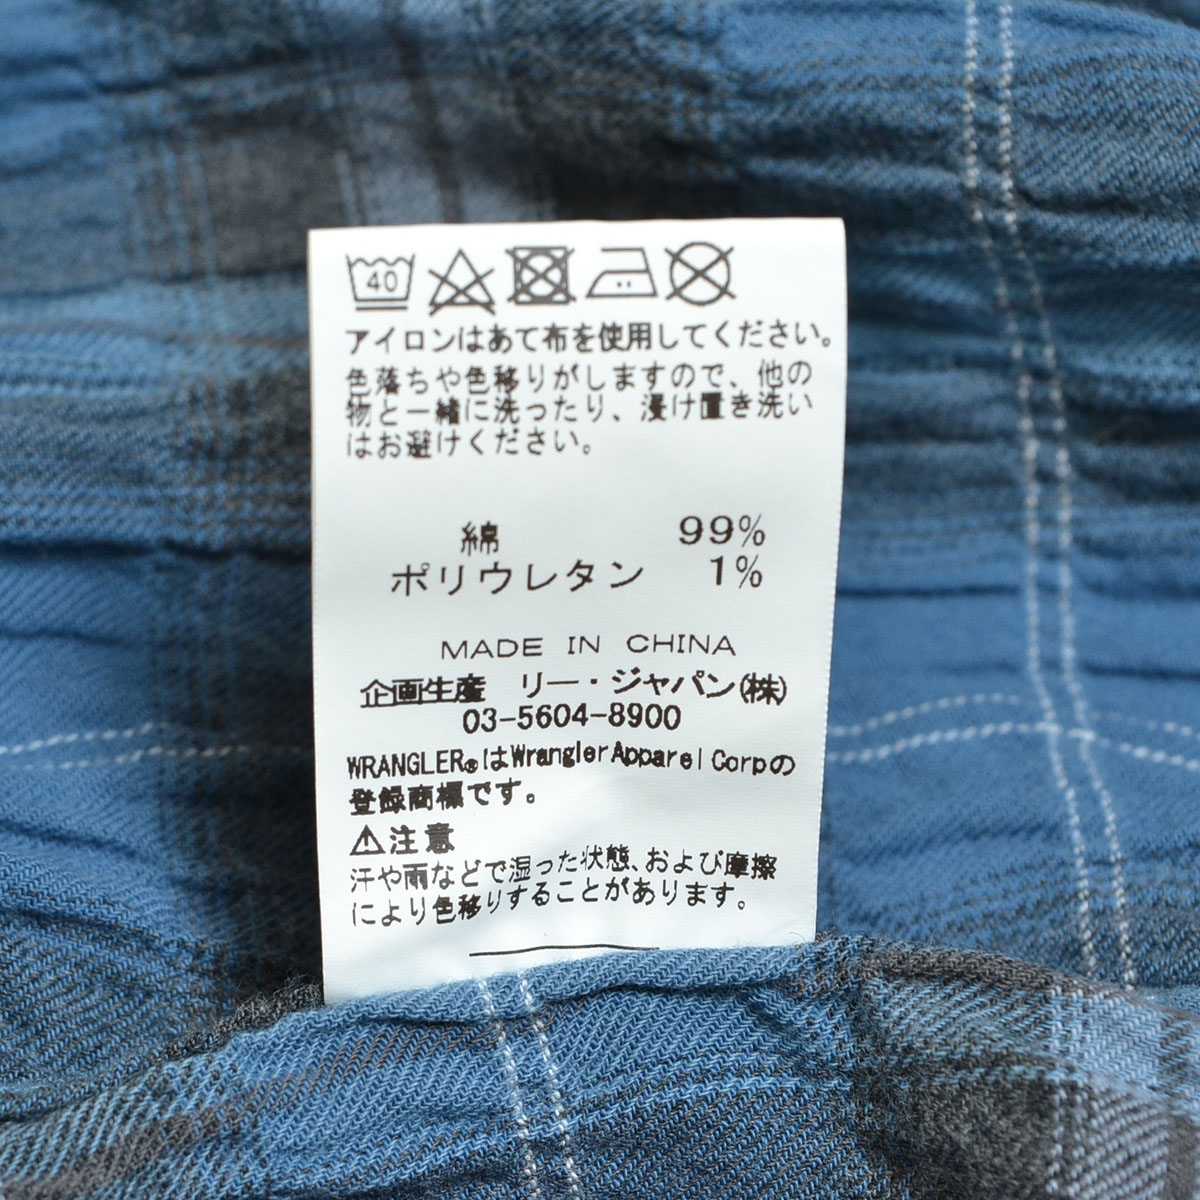 40
アイロンはあて布を使用してください。
色落ちや色移りがしますので、他の
物と一緒に洗ったり、浸け置き洗い
はお避けください。
綿 99%
ポリウレタン 1%
MADE IN CHINA
企画生産 リー・ジャパン(株)
03-5604-8900
WRANGLER®はWrangler Apparel Corpの
登録商標です。
⚠注意
汗や雨などで湿った状態、および摩擦
により色移りすることがあります。